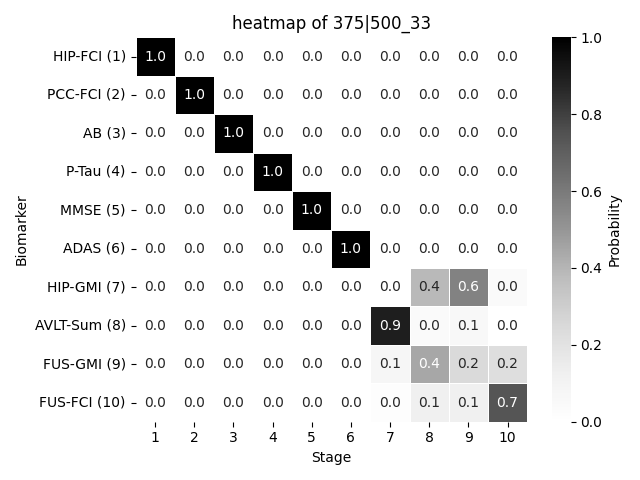 heatmap of 375|500_33
HIP-FCI (1) 1.0 0.0 0.0 0.0 0.0 0.0 0.0 0.0 0.0 0.0
PCC-FCI (2) 0.0 1.0 0.0 0.0 0.0 0.0 0.0 0.0 0.0 0.0
AB (3) 0.0 0.0 1.0 0.0 0.0 0.0 0.0 0.0 0.0 0.0
P-Tau (4) 0.0 0.0 0.0 1.0 0.0 0.0 0.0 0.0 0.0 0.0
MMSE (5) 0.0 0.0 0.0 0.0 1.0 0.0 0.0 0.0 0.0 0.0
ADAS (6) 0.0 0.0 0.0 0.0 0.0 1.0 0.0 0.0 0.0 0.0
HIP-GMI (7) 0.0 0.0 0.0 0.0 0.0 0.0 0.0 0.4 0.6 0.0
AVLT-Sum (8) 0.0 0.0 0.0 0.0 0.0 0.0 0.9 0.0 0.1 0.0
FUS-GMI (9) 0.0 0.0 0.0 0.0 0.0 0.0 0.1 0.4 0.2 0.2
FUS-FCI (10) 0.0 0.0 0.0 0.0 0.0 0.0 0.0 0.1 0.1 0.7
1 2 3 4 5 6 7 8 9 10
Stage
Biomarker
1.0
0.8
0.6
0.4
0.2
0.0
Probability